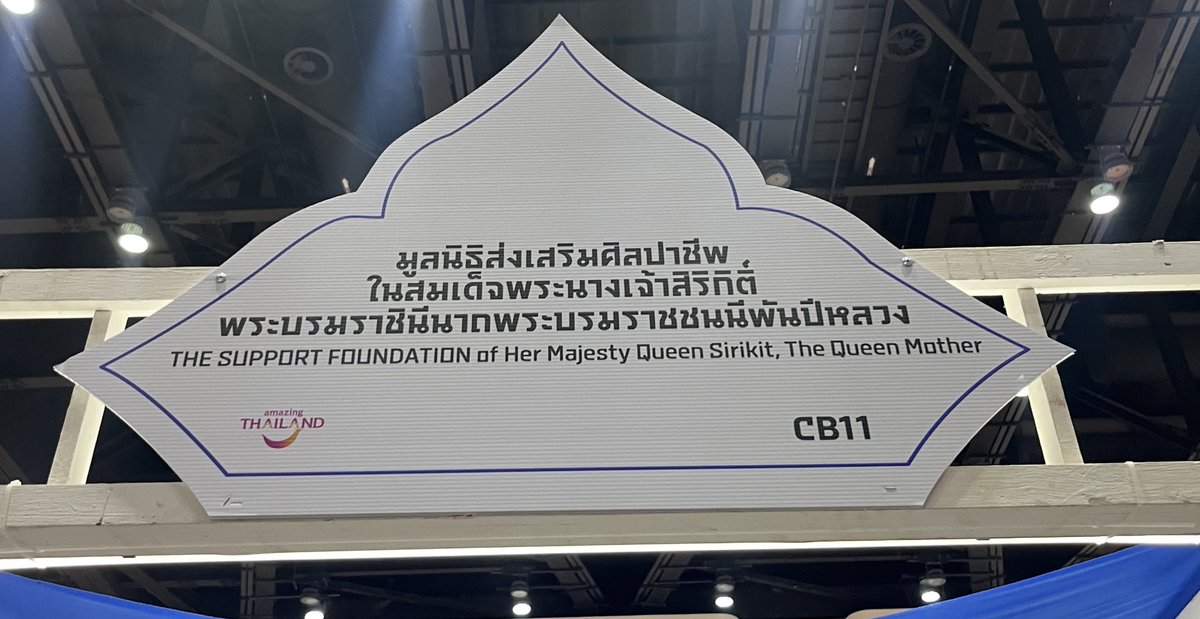 มูลนิธิส่งเสริมศิลปาชีพ
ในสมเด็จพระนางเจ้าสิริกิติ์
พระบรมราชินีนาถพระบรมราชชนนีพันปีหลวง
THE SUPPORT FOUNDATION of Her Majesty Queen Sirikit, The Queen Mother
amazing
THAILAND
CB11